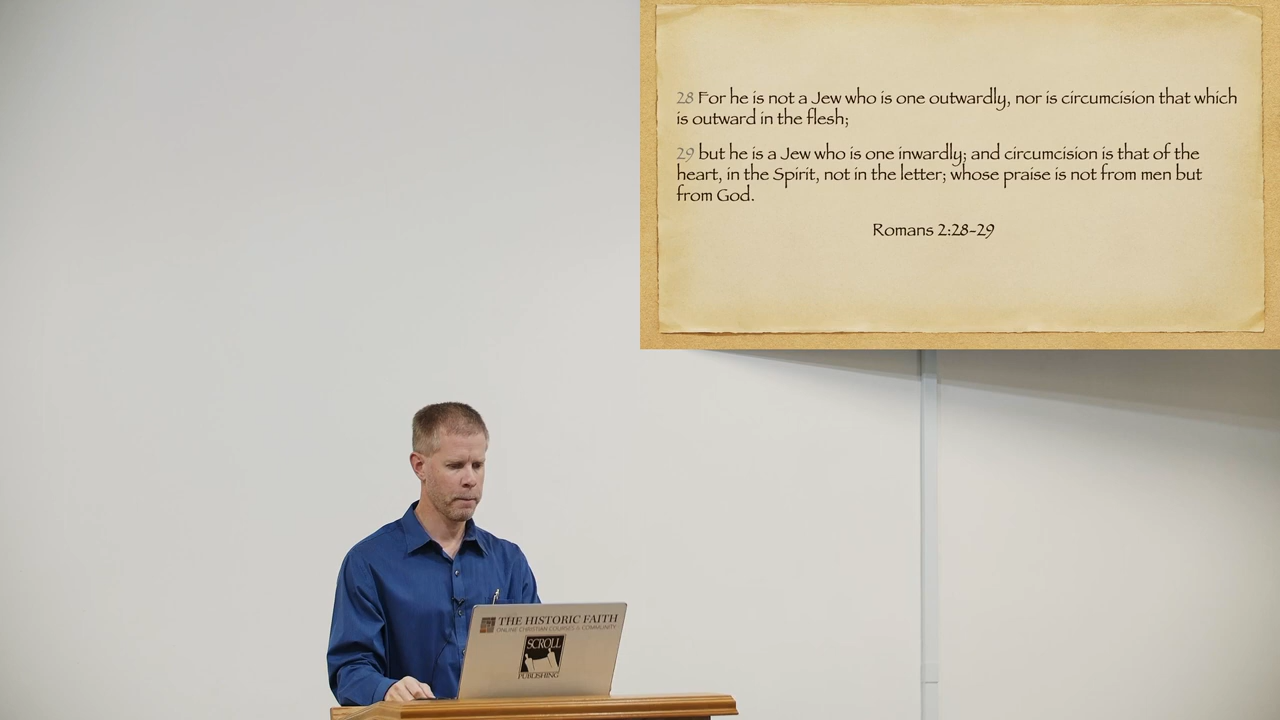 28 For he is not a Jew who is one outwardly, nor is circumcision that which
is outward in the flesh;
29 but he is a Jew who is one inwardly; and circumcision is that of the
heart, in the Spirit, not in the letter; whose praise is not from men but
from God.
Romans 2:28-29
THE HISTORIC FAITH
ONLINE CHRISTIAN COURSES & COMMUNITY
SCROLL
PUBLISHING